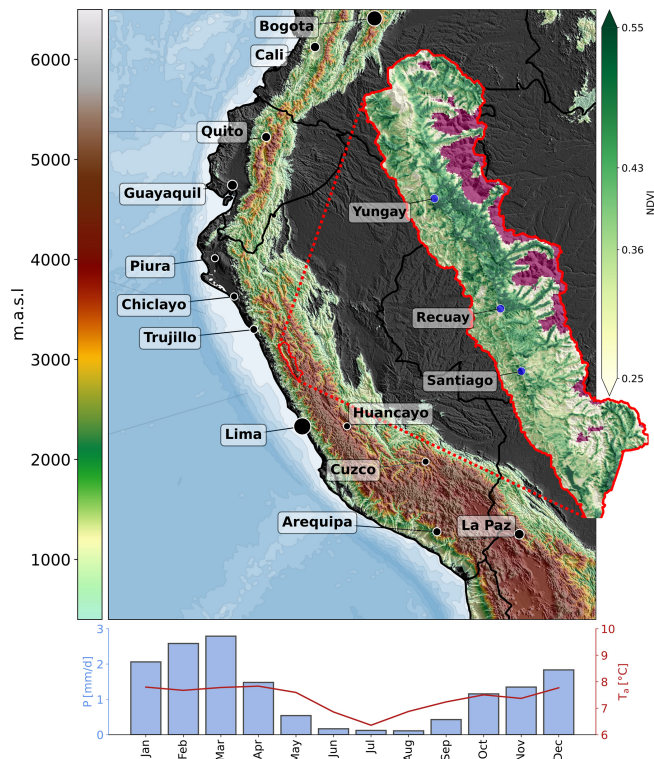 6000
5000
4000
3000
2000
1000
m.a.s.l
Bogota
Cali
Quito
Guayaquil
Piura
Chiclayo
Trujillo
Lima
Huancayo
Cuzco
Arequipa
La Paz
Yungay
Recuay
Santiago
0.55
0.43
0.36
0.25
NDVI
3
2
1
0
P [mm/d]
10
9
8
7
6
Ta [°C]
Jan
Feb
Mar
Apr
May
Jun
Jul
Aug
Sep
Oct
Nov
Dec